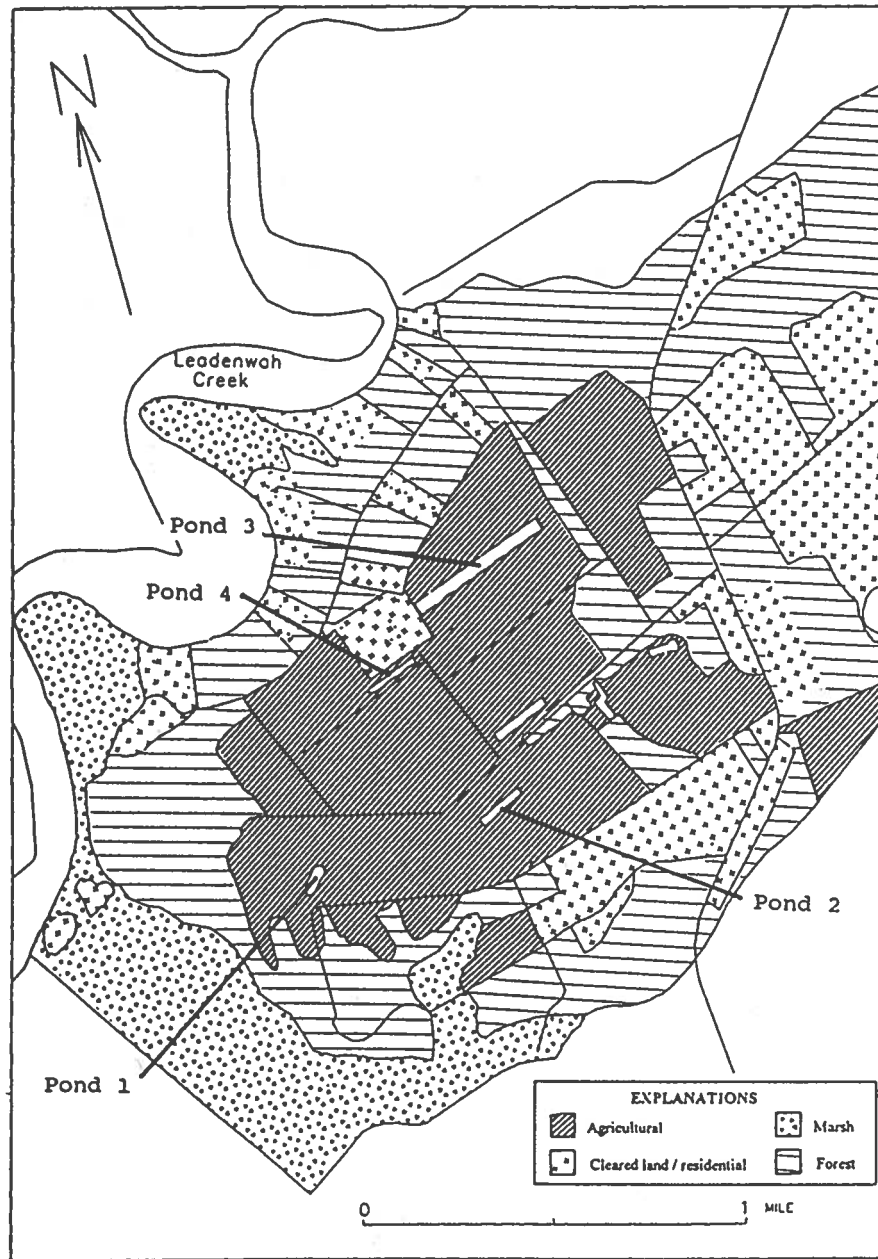 N
Leadenwah
Creek
Pond 3
Pond 4
Pond 2
Pond 1
EXPLANATIONS
Agricultural
Marsh
Cleared land / residential
Forest
0
1 MILE